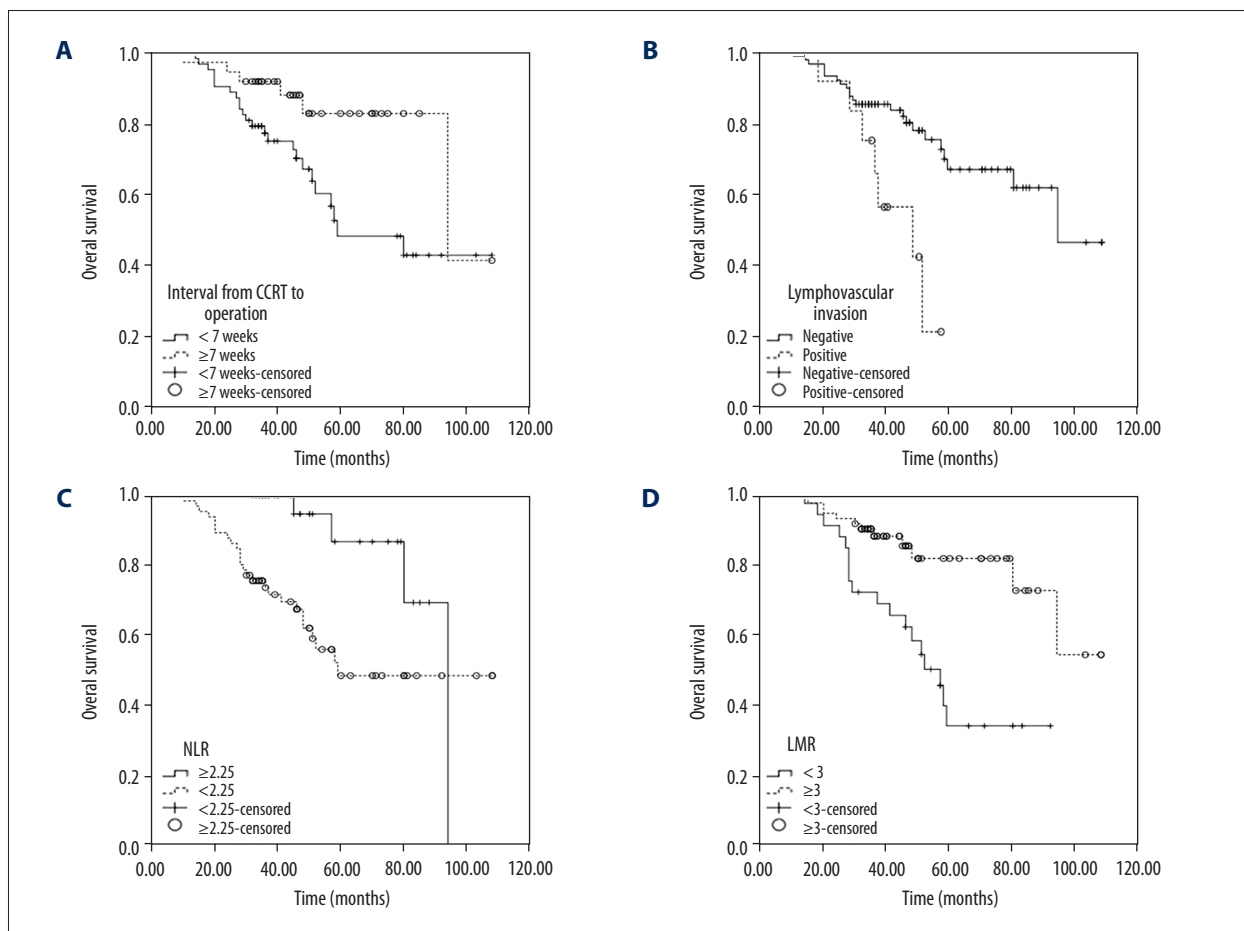 A
1.0
0.8
0.6
0.4
0.2
0.0
Overal survival
Interval from CCRT to
operation
< 7 weeks
≥7 weeks
<7 weeks-censored
≥7 weeks-censored
0.00 20.00 40.00 60.00 80.00 100.00 120.00
Time (months)
B
1.0
0.8
0.6
0.4
0.2
0.0
Overal survival
Lymphovascular
invasion
Negative
Positive
Negative-censored
Positive-censored
0.00 20.00 40.00 60.00 80.00 100.00 120.00
Time (months)
C
1.0
0.8
0.6
0.4
0.2
0.0
Overal survival
NLR
≥2.25
<2.25
<2.25-censored
≥2.25-censored
0.00 20.00 40.00 60.00 80.00 100.00 120.00
Time (months)
D
1.0
0.8
0.6
0.4
0.2
0.0
Overal survival
LMR
< 3
≥3
<3-censored
≥3-censored
0.00 20.00 40.00 60.00 80.00 100.00 120.00
Time (months)